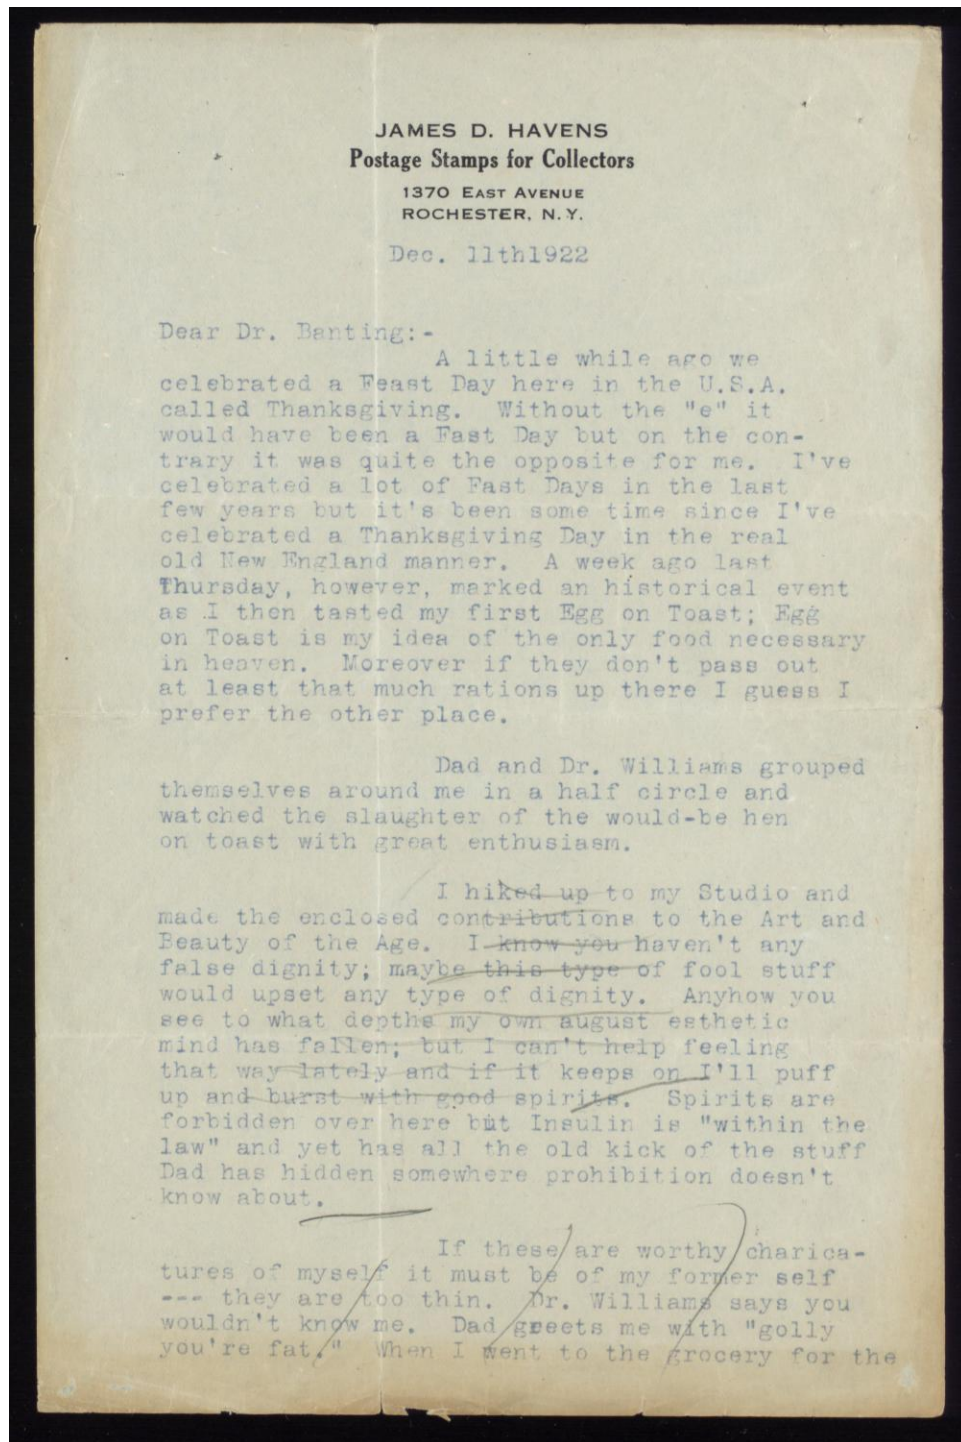 JAMES D. HAVENS
Postage Stamps for Collectors
1370 EAST AVENUE
ROCHESTER, N.Y.
Dec. 11th1922
Dear Dr. Banting:-
A little while ago we
celebrated a Feast Day here in the U.S.A.
called Thanksgiving. Without the "e" it
would have been a Fast Day but on the con-
trary it was quite the opposite for me. I've
celebrated a lot of Fast Days in the last
few years but it's been some time since I've
celebrated a Thanksgiving Day in the real
old New England manner. A week ago last
Thursday, however, marked an historical event
as I then tasted my first Egg on Toast; Egg
on Toast is my idea of the only food necessary
in heaven. Moreover if they don't pass out
at least that much rations up there I guess I
prefer the other place.
Dad and Dr. Williams grouped
themselves around me in a half circle and
watched the slaughter of the would-be hen
on toast with great enthusiasm.
I hiked up to my Studio and
made the enclosed contributions to the Art and
Beauty of the Age. I know you haven't any
false dignity; maybe this type of fool stuff
would upset any type of dignity. Anyhow you
see to what depths my own august esthetic
mind has fallen; but I can't help feeling
that way lately and if it keeps on I'll puff
up and burst with good spirits. Spirits are
forbidden over here but Insulin is "within the
law" and yet has all the old kick of the stuff
Dad has hidden somewhere prohibition doesn't
know about.
If these are worthy charica-
tures of myself it must be of my former self
--- they are too thin. Dr. Williams says you
wouldn't know me. Dad greets me with "golly
you're fat." When I went to the grocery for the